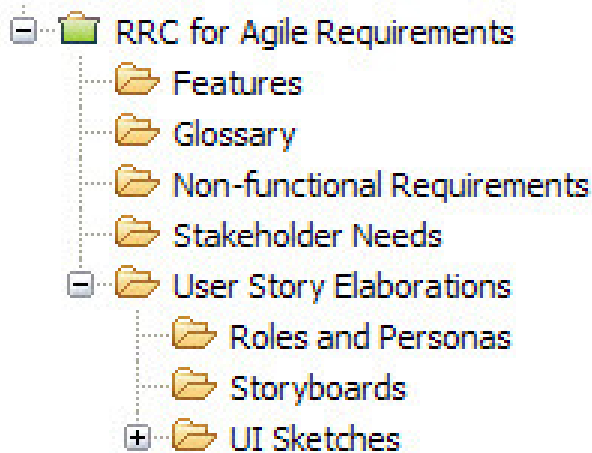 RRC for Agile Requirements
Features
Glossary
Non-functional Requirements
Stakeholder Needs
User Story Elaborations
Roles and Personas
Storyboards
UI Sketches